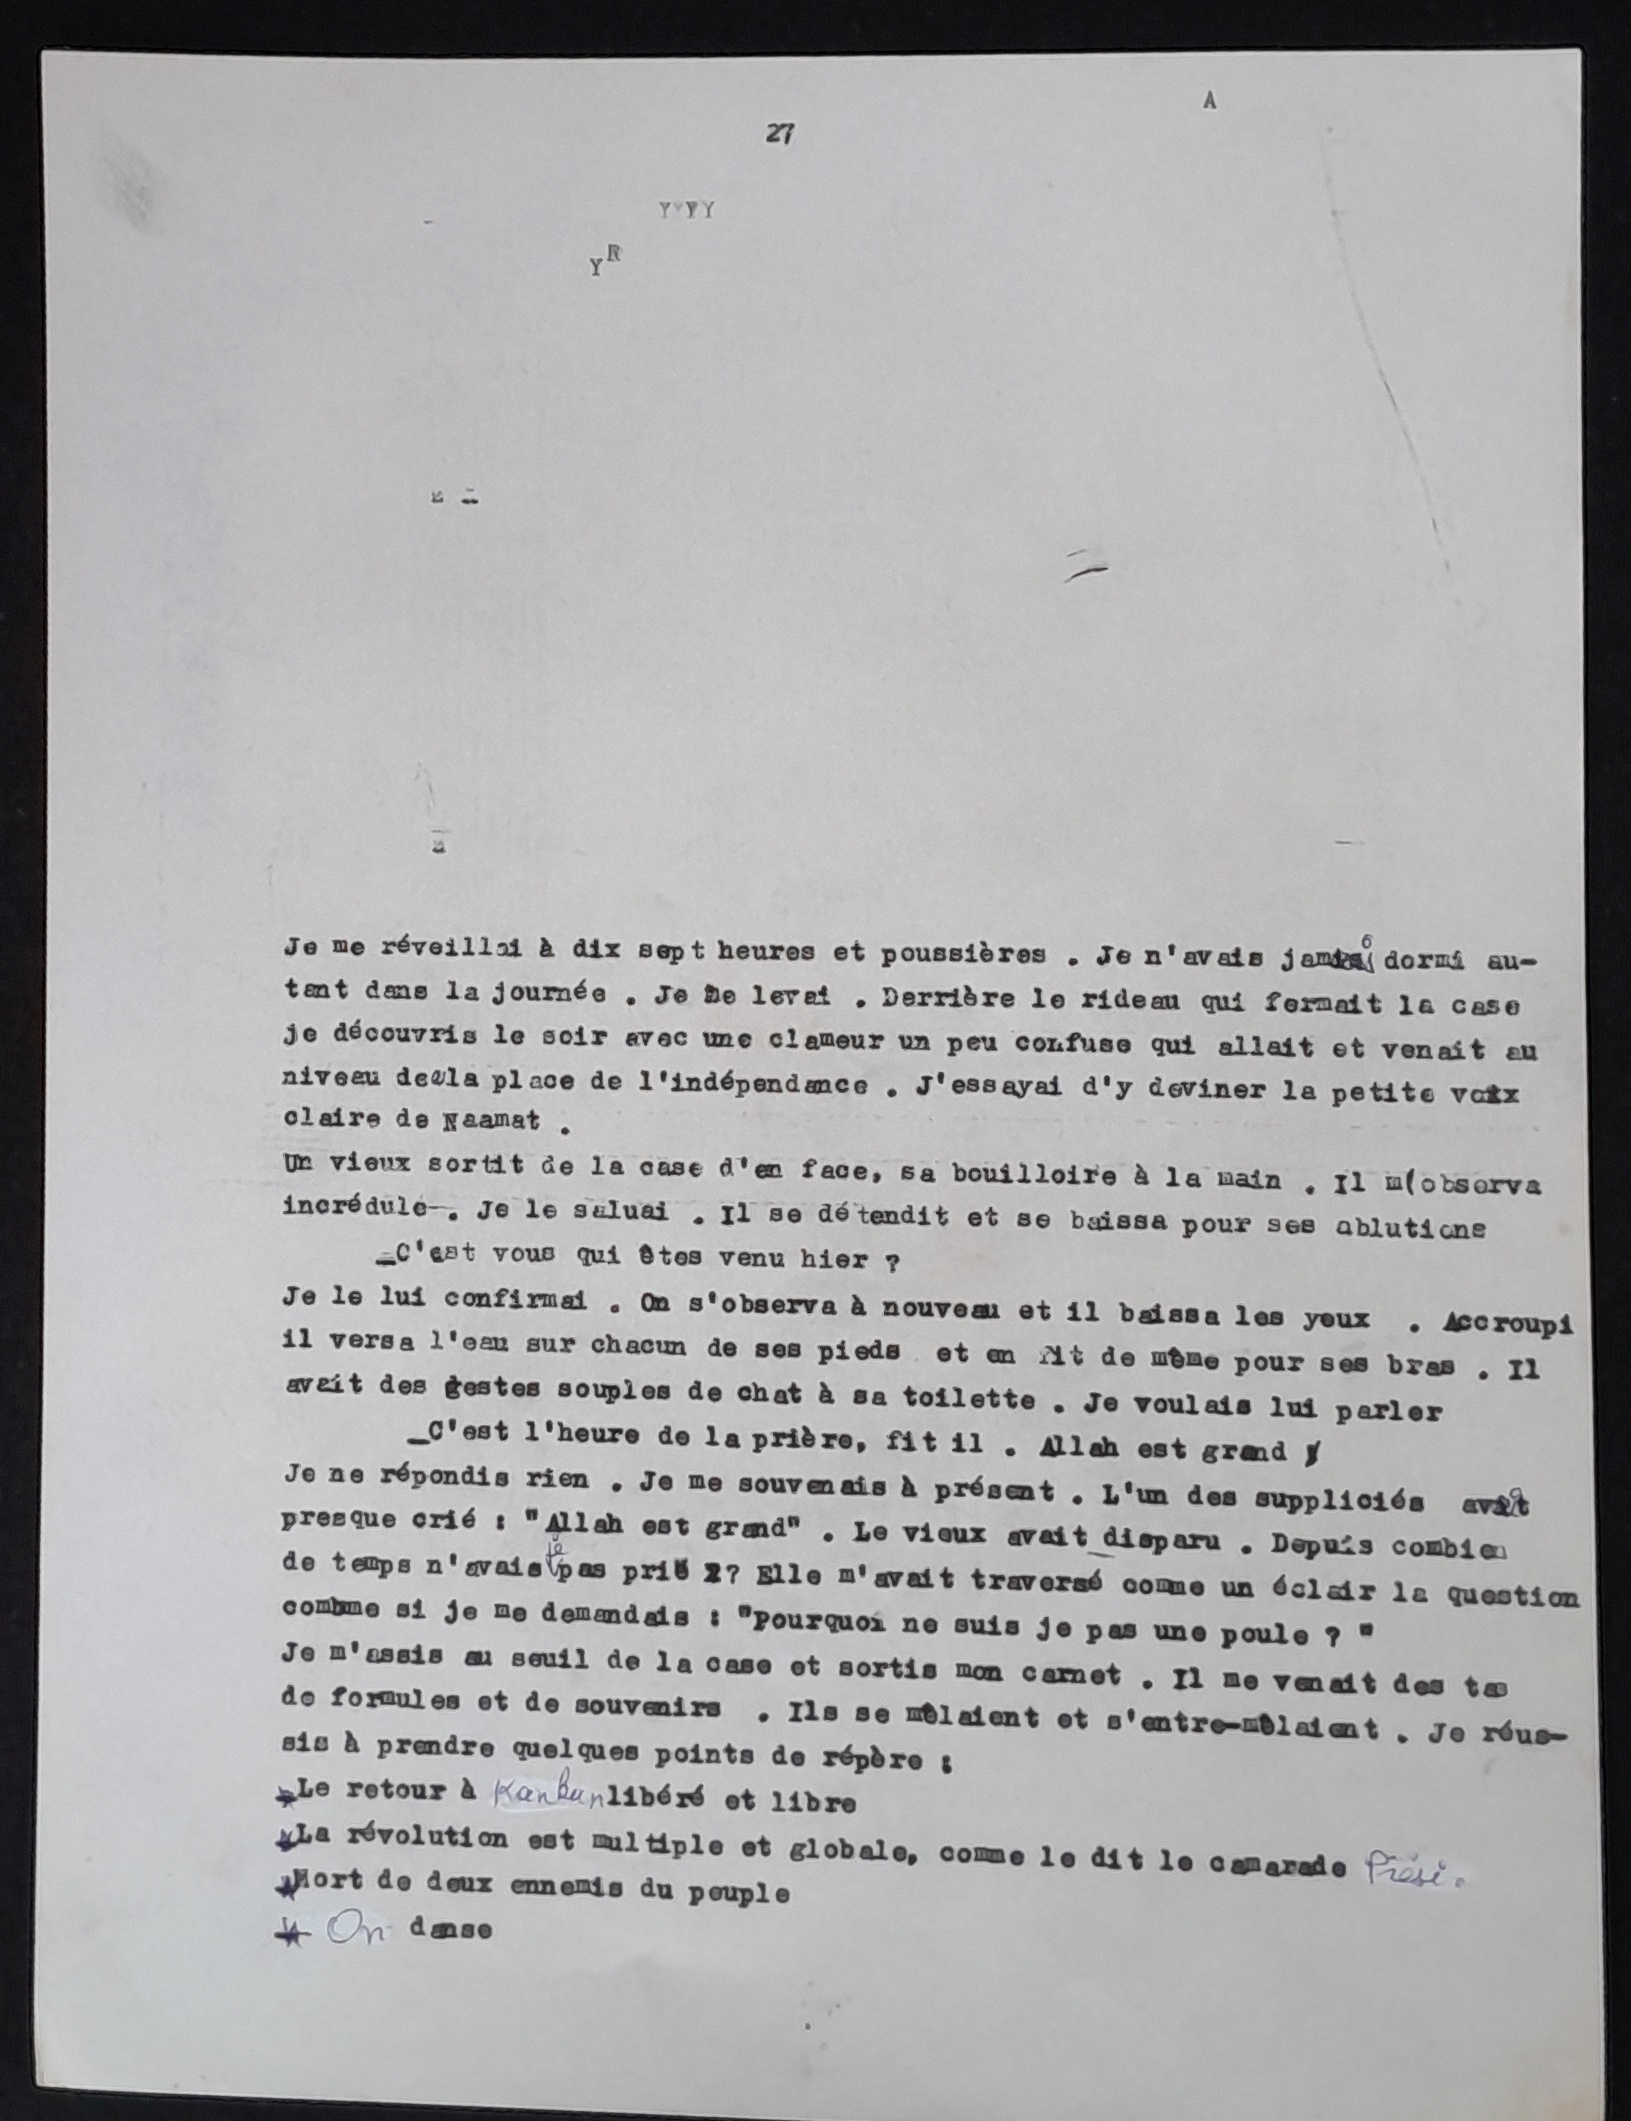 A
27
YYYY
YR
Je me réveillai à dix sept heures et poussières . Je n'avais jamais dormi au-
tant dans la journée . Je me levai . Derrière le rideau qui fermait la case
je découvris le soir avec une clameur un peu confuse qui allait et venait au
niveau de la place de l'indépendance . J'essayai d'y deviner la petite voix
claire de Naamat .
Un vieux sortit de la case d'en face, sa bouilloire à la main . Il m(observa
incrédule . Je le saluai . Il se détendit et se baissa pour ses ablutions
_C'est vous qui êtes venu hier ?
Je le lui confirmai . On s'observa à nouveau et il baissa les yeux . Accroupi
il versa l'eau sur chacun de ses pieds et en fit de même pour ses bras . Il
avait des gestes souples de chat à sa toilette . Je voulais lui parler
_C'est l'heure de la prière, fit il . Allah est grand !
Je ne répondis rien . Je me souvenais à présent . L'un des suppliciés avait
presque crié : "Allah est grand" . Le vieux avait disparu . Depuis combien
de temps n'avais je pas prié ? Elle m'avait traversé comme un éclair la question
combme si je me demandais : "Pourquoi ne suis je pas une poule ? "
Je m'assis au seuil de la case et sortis mon carnet . Il me venait des tas
de formules et de souvenirs . Ils se mêlaient et s'entre-mêlaient . Je réus-
sis à prendre quelques points de répère :
* Le retour à Kankan libéré et libre
* La révolution est multiple et globale, comme le dit le camarade Prési.
* Mort de deux ennemis du peuple
* On danse